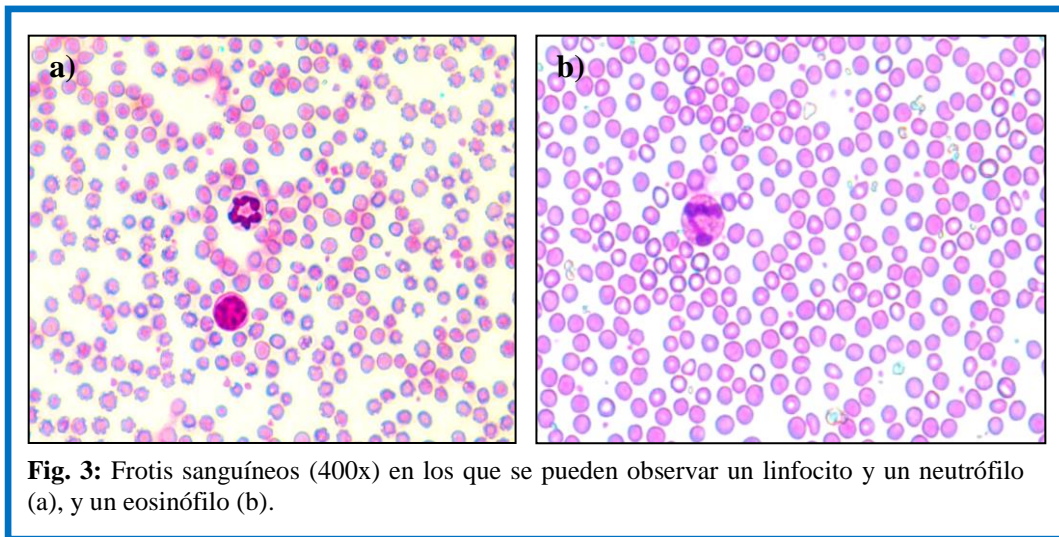 a)
b)
Fig. 3: Frotis sanguíneos (400x) en los que se pueden observar un linfocito y un neutrófilo
(a), y un eosinófilo (b).